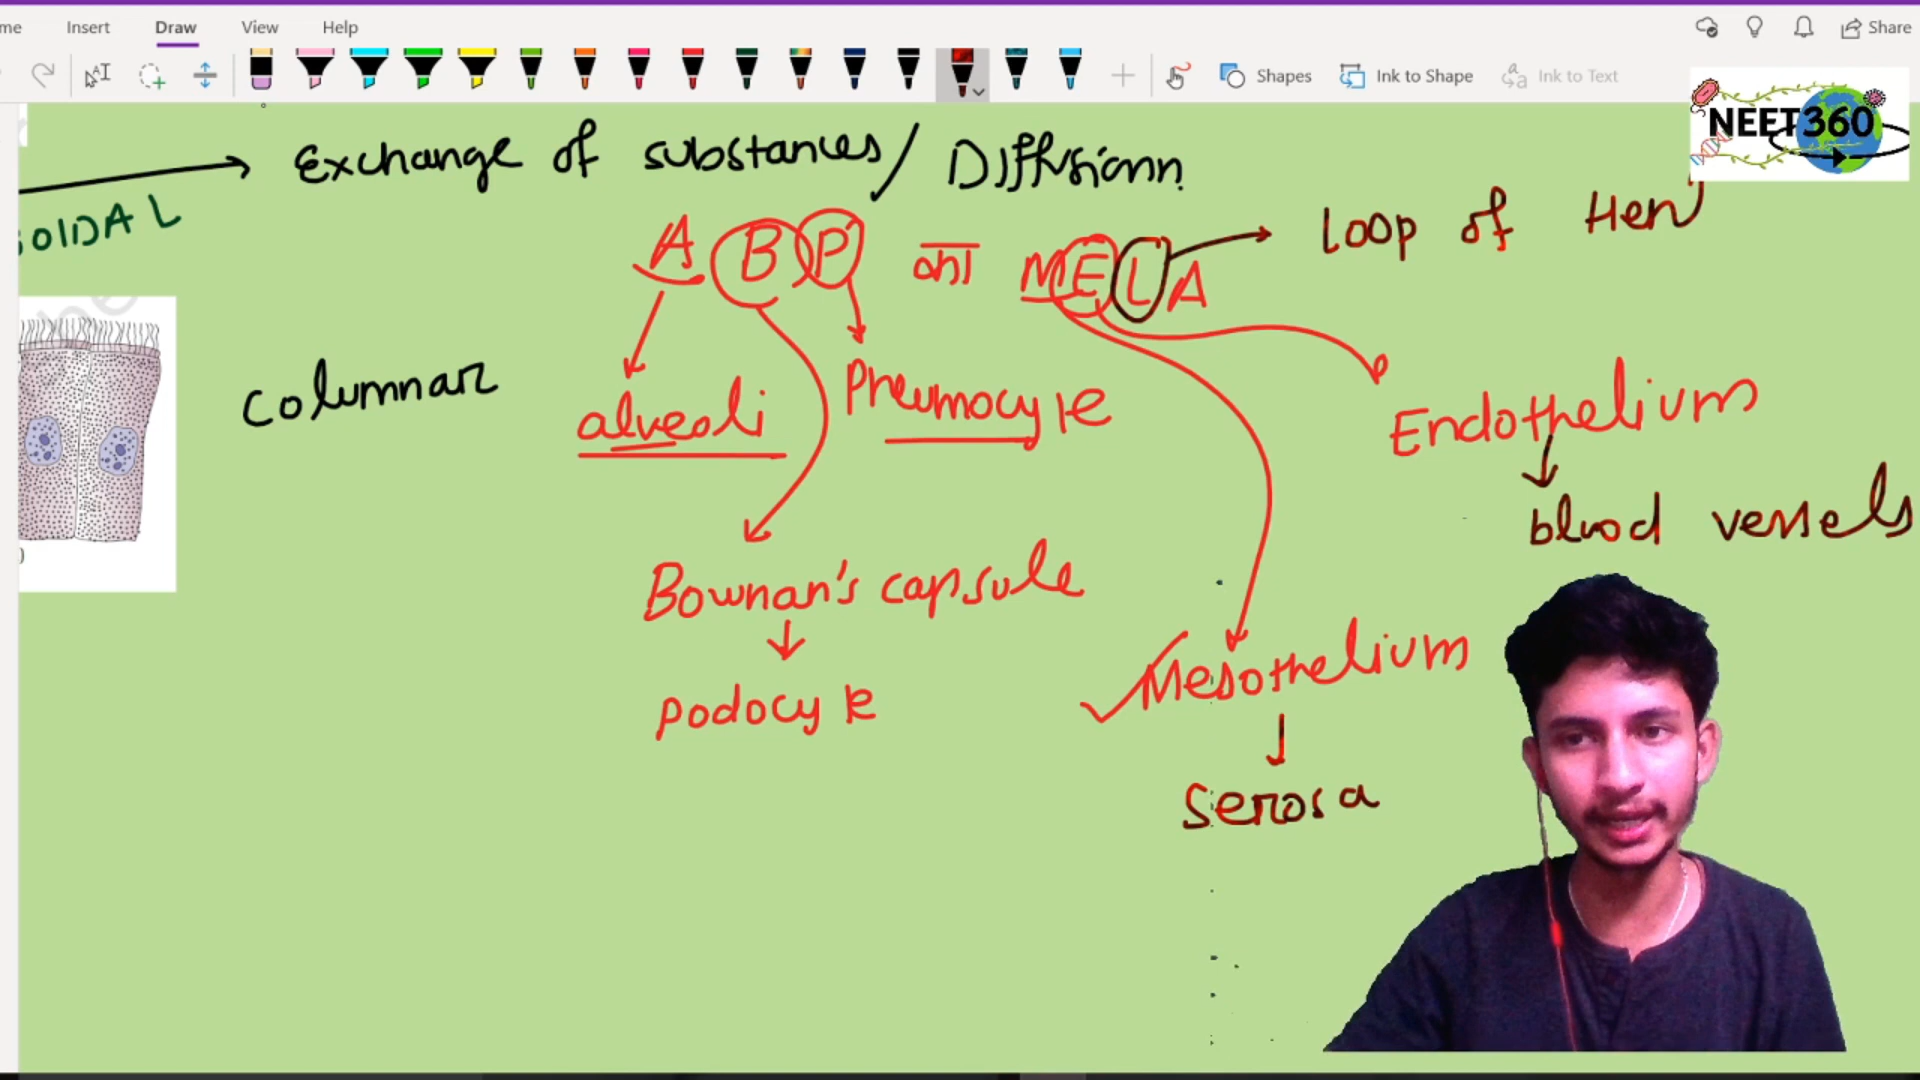 me Insert Draw View Help Share
Shapes Ink to Shape Ink to Text
NEET360
Exchange of substances/ Diffusionn.
OIDAL
A B P का MELA
Loop of Hen
Columnar
alveoli
Pneumocyte
Endothelium
blood vessels
Bowman's capsule
Podocyte
Mesothelium
Serosa